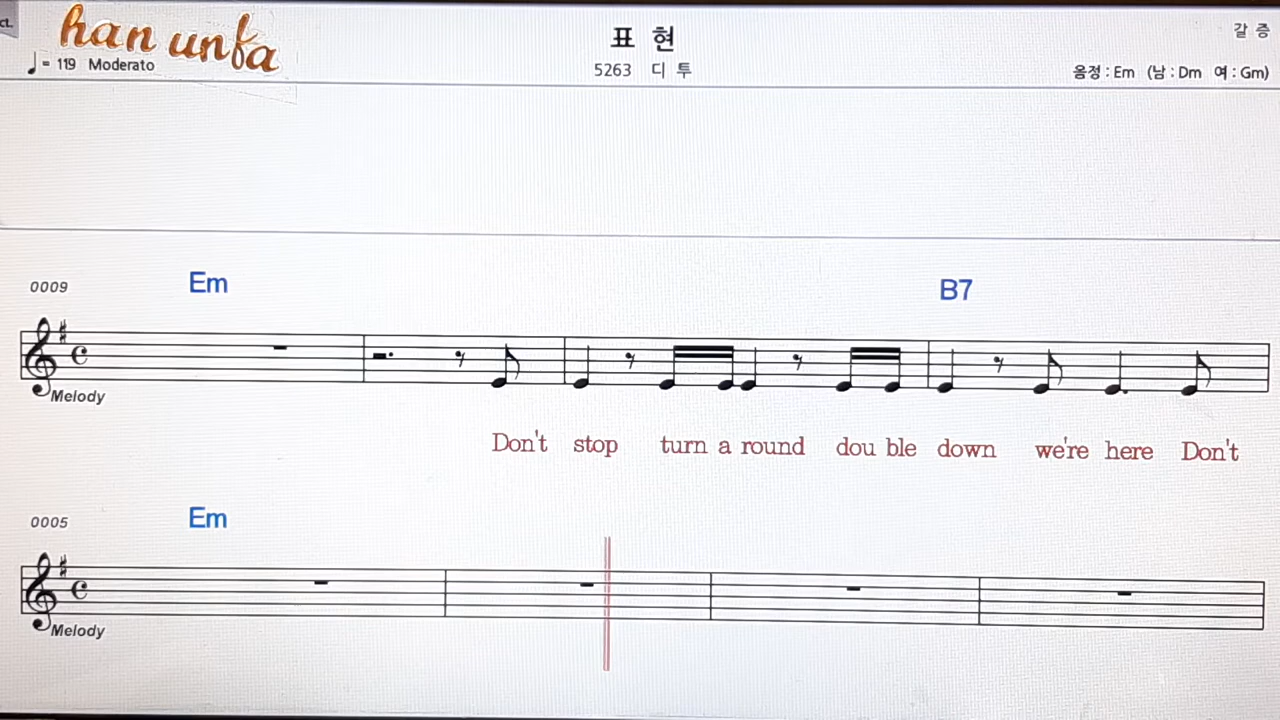 ct.
han unfa
표 현
갈 증
♩ = 119 Moderato
5263 디 투
음정 : Em (남 : Dm 여 : Gm)
0009 Em B7
Melody
Don't stop turn a round dou ble down we're here Don't
0005 Em
Melody